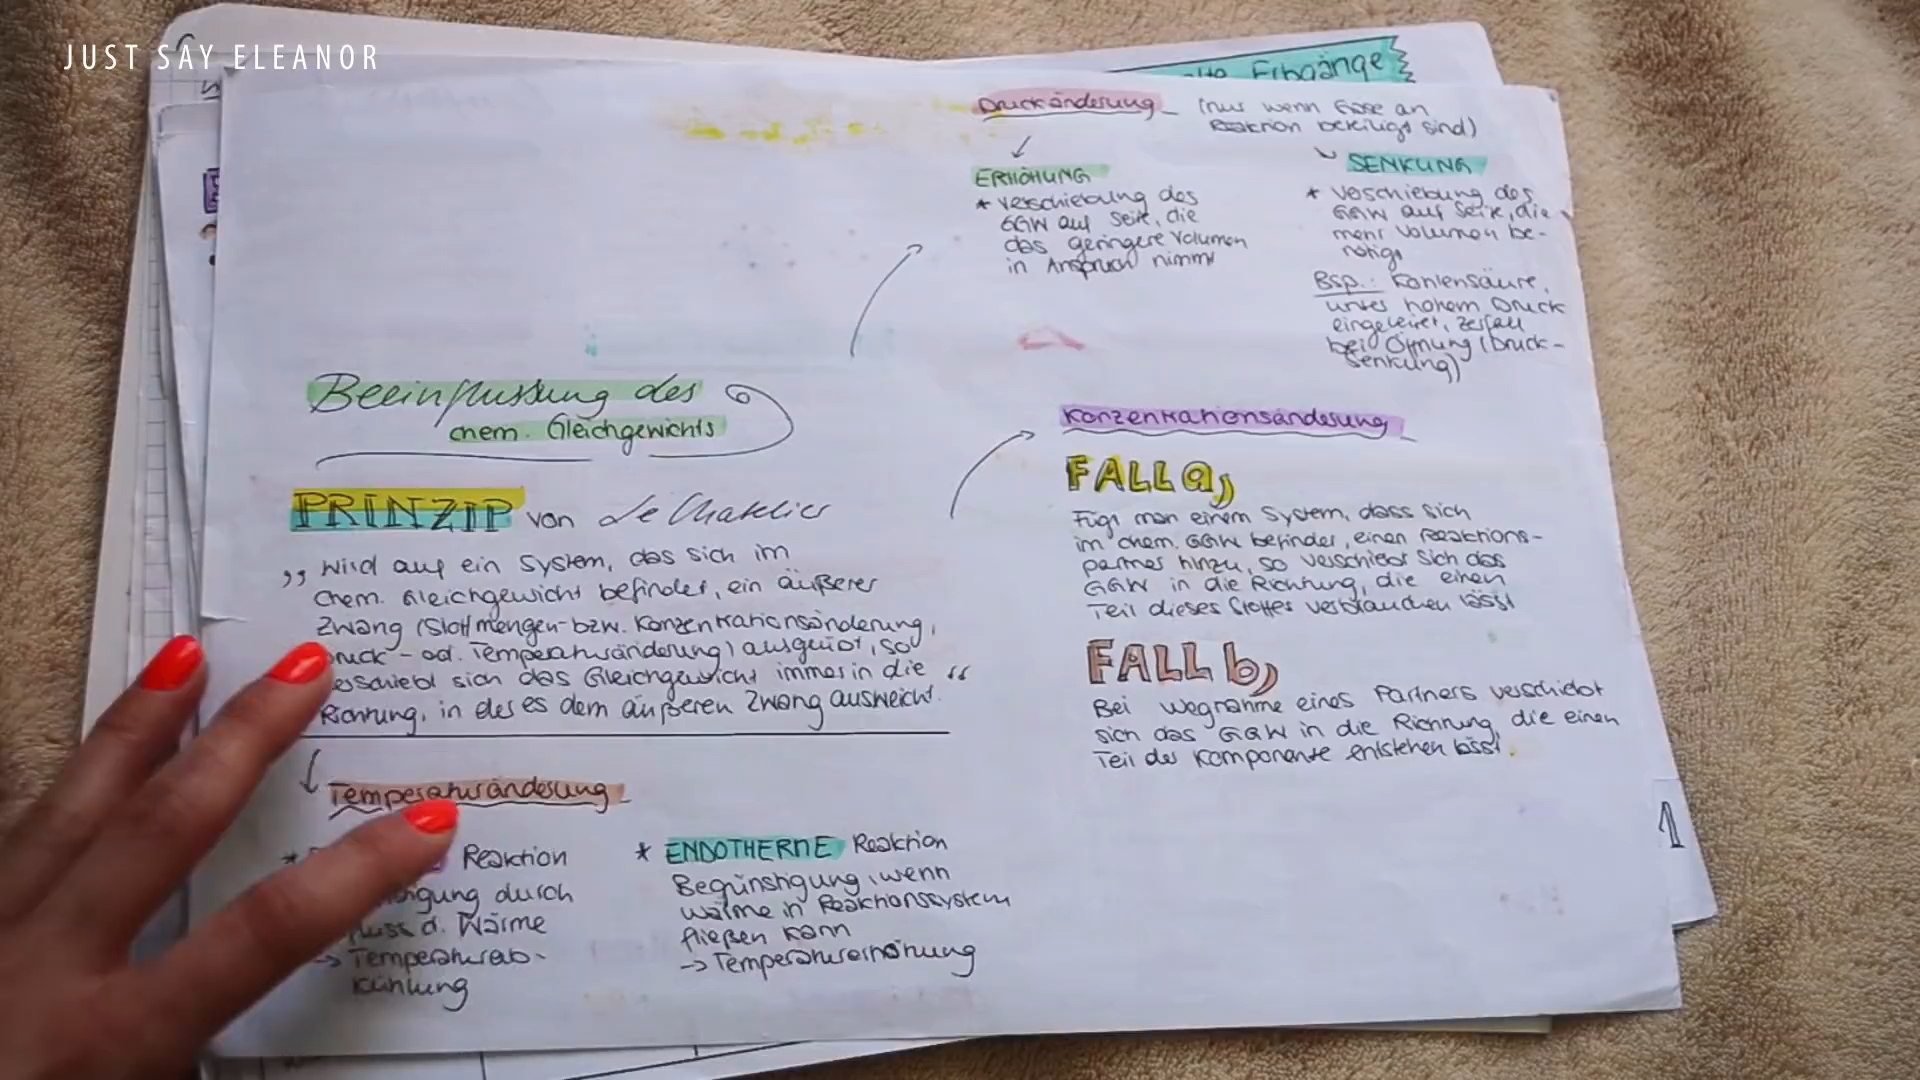 JUST SAY ELEANOR
alte Erbgänge
Druckänderung (nur wenn Gase an
Reaktion beteiligt sind)
ERHÖHUNG
* Verschiebung des
GGW auf Seite, die
das geringere Volumen
in Anspruch nimmt
SENKUNG
* Verschiebung des
GGW auf Seite, die
mehr Volumen be-
nötigt
Bsp.: Kohlensäure,
unter hohem Druck
eingeleitet, Zerfall
bei Öffnung (Druck-
senkung)
Beeinflussung des
chem. Gleichgewichts
PRINZIP von Le Chatelier
„ Wird auf ein System, das sich im
chem. Gleichgewicht befindet, ein äußerer
Zwang (Stoffmengen- bzw. Konzentrationsänderung,
ruck- od. Temperaturänderung) ausgeübt, so
erschiebt sich das Gleichgewicht immer in die “
Richtung, in der es dem äußeren Zwang ausweicht.
Temperaturänderung
* Reaktion
igung durch
luss d. Wärme
-> Temperaturab-
kühlung
* ENDOTHERME Reaktion
Begünstigung, wenn
Wärme in Reaktionssystem
fließen kann
-> Temperaturerhöhung
Konzentrationsänderung
FALL a)
Fügt man einem System, dass sich
im chem. GGW befindet, einen Reaktions-
partner hinzu, so verschiebt sich das
GGW in die Richtung, die einen
Teil dieses Stoffes verbrauchen lässt
FALL b)
Bei Wegnahme eines Partners verschiebt
sich das GGW in die Richtung, die einen
Teil der Komponente entstehen lässt.
1